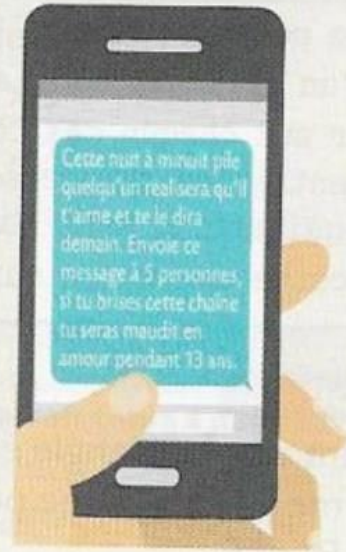 Cette nuit à minuit pile
quelqu'un réalisera qu'il
t'aime et te le dira
demain. Envoie ce
message à 5 personnes,
si tu brises cette chaîne
tu seras maudit en
amour pendant 13 ans.